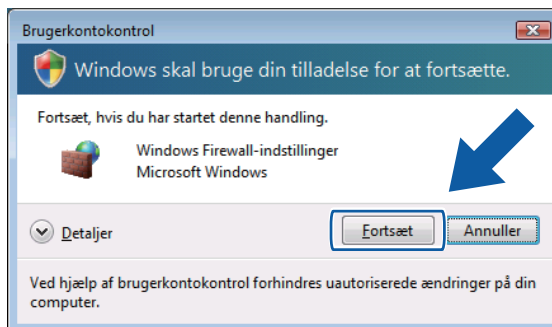 Brugerkontokontrol
Windows skal bruge din tilladelse for at fortsætte.
Fortsæt, hvis du har startet denne handling.
Windows Firewall-indstillinger
Microsoft Windows
Detaljer
Fortsæt
Annuller
Ved hjælp af brugerkontokontrol forhindres uautoriserede ændringer på din
computer.